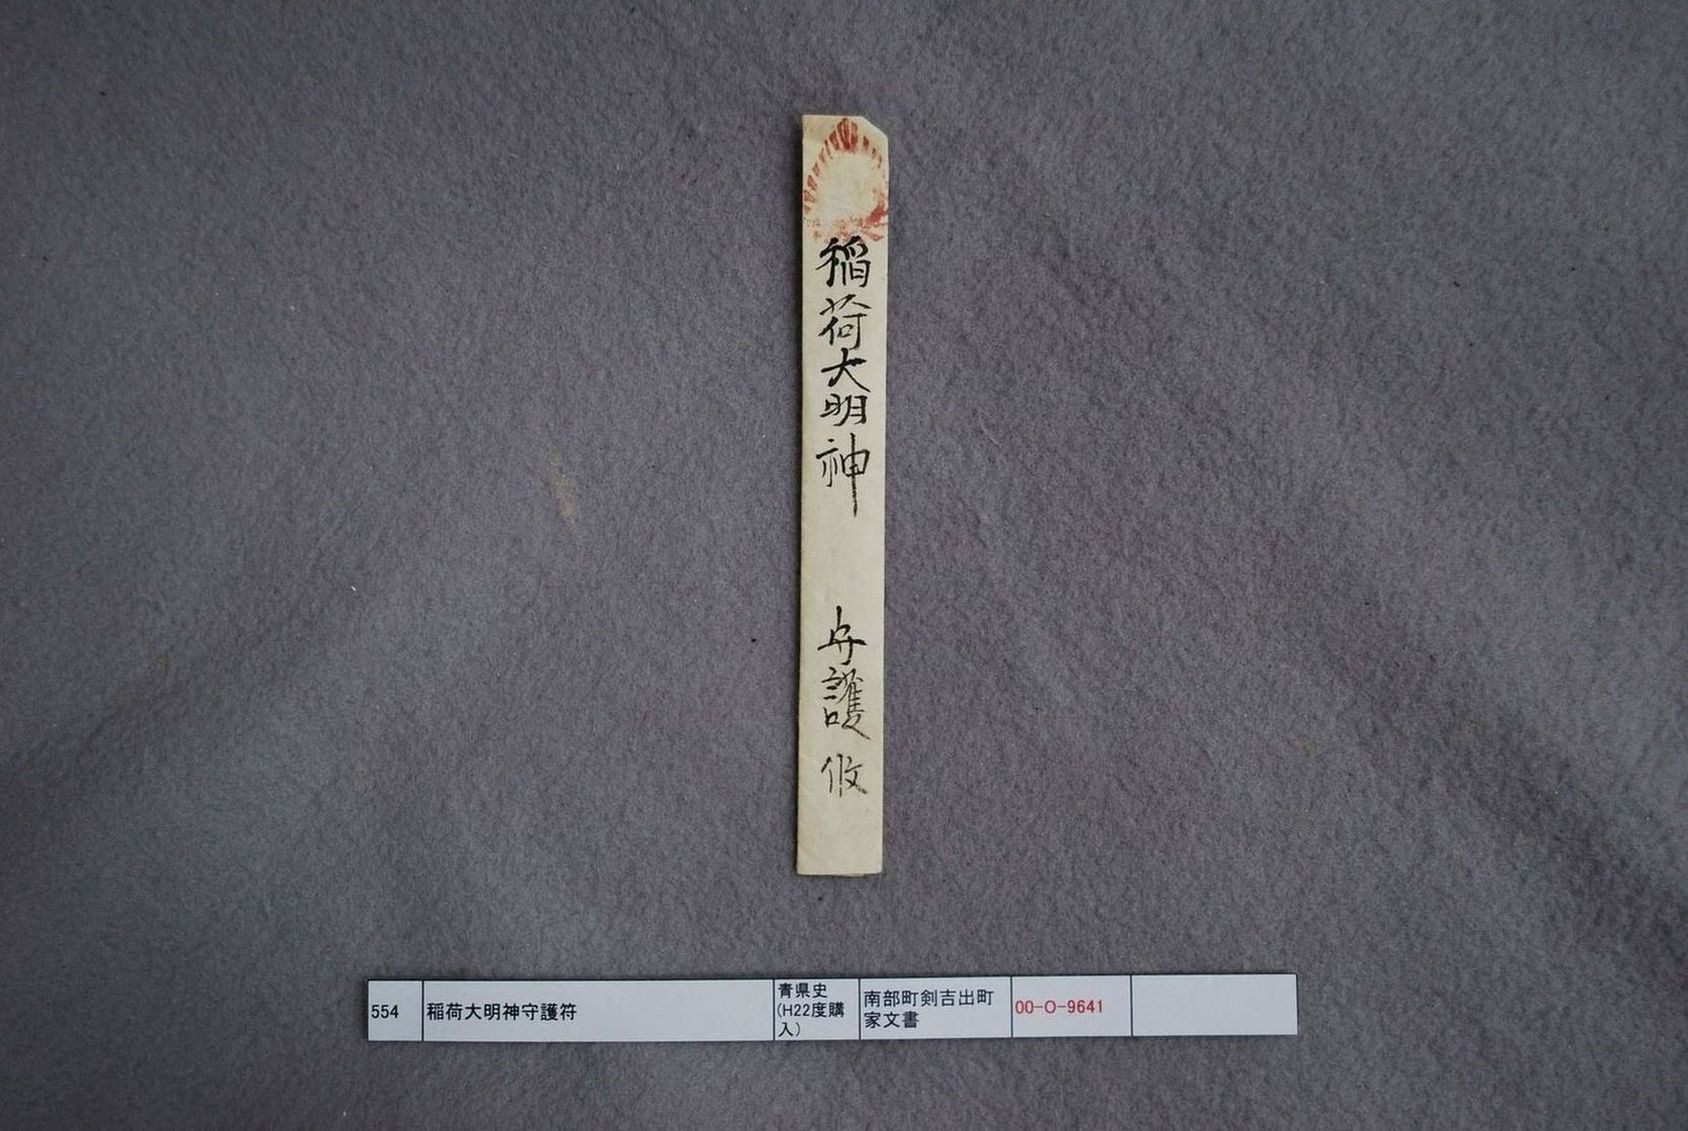 稲荷大明神 守護攸
554
稲荷大明神守護符
青県史
(H22度購
入)
南部町剣吉出町
家文書
00-O-9641